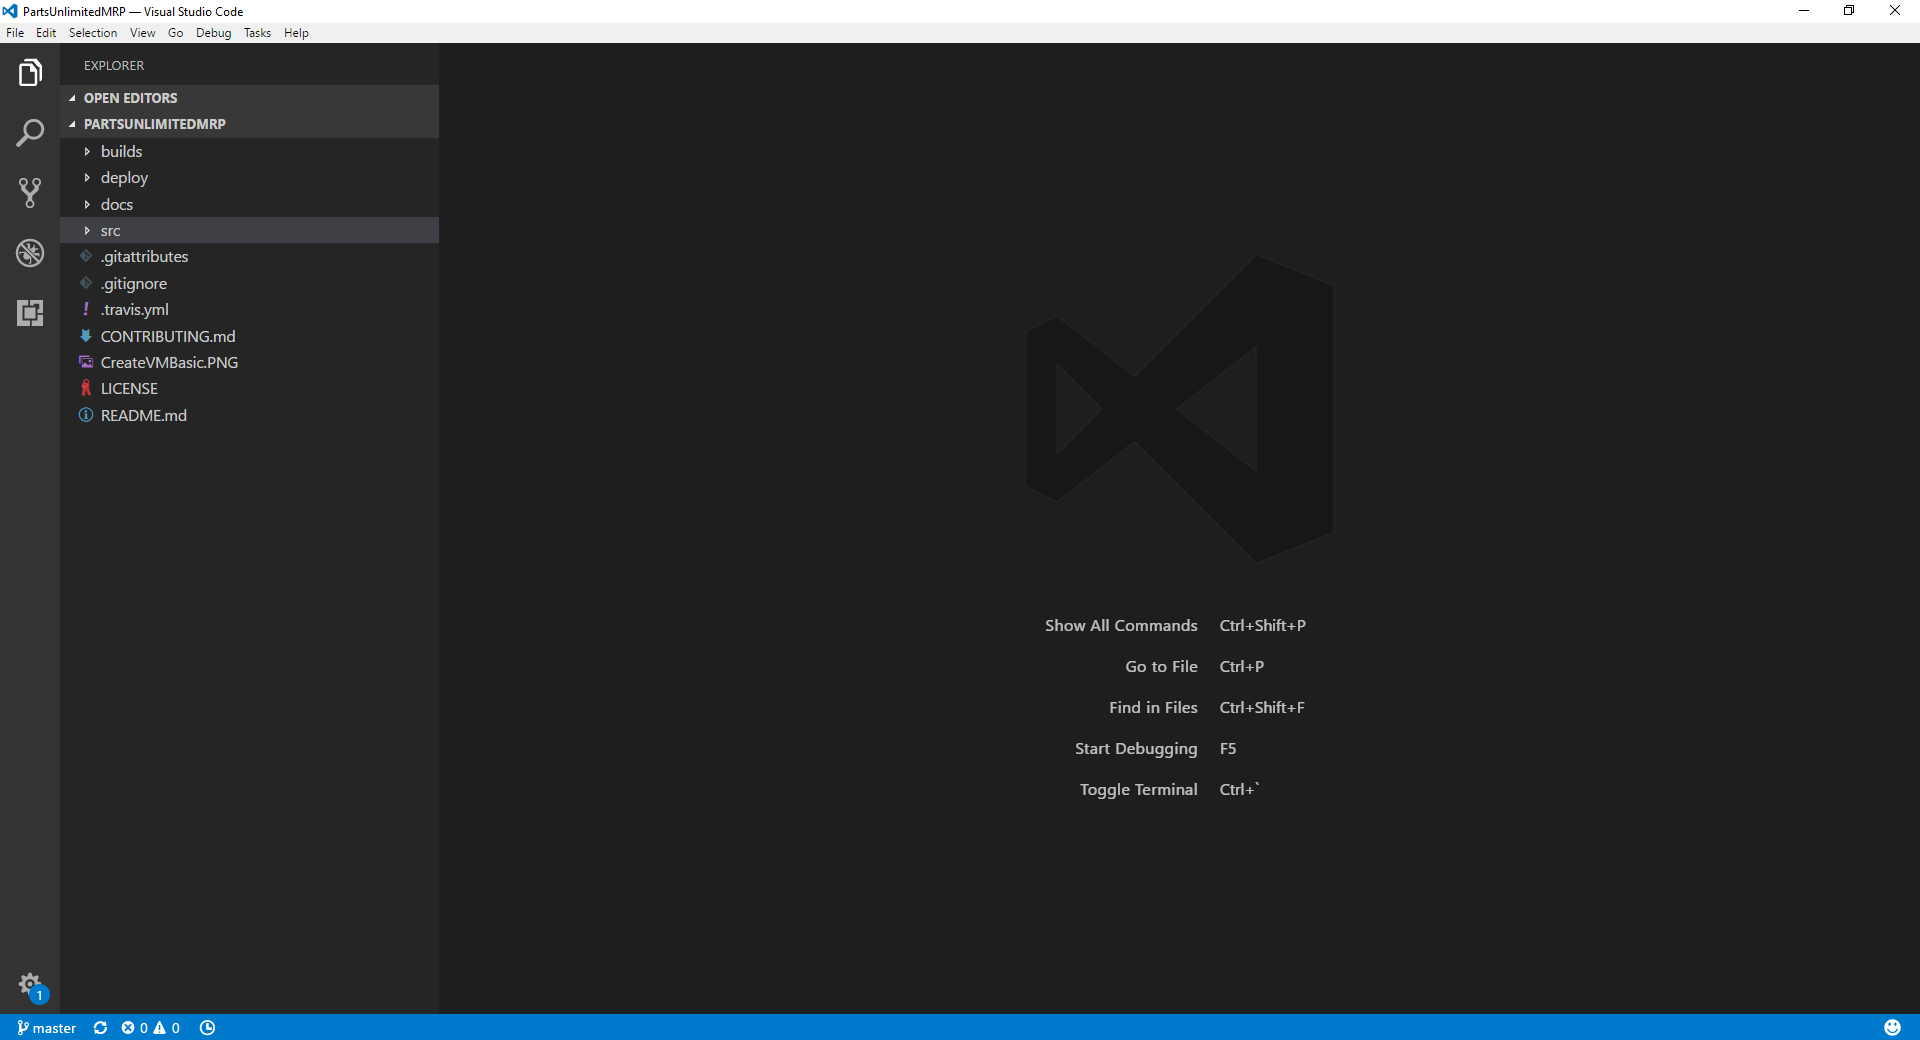 PartsUnlimitedMRP — Visual Studio Code
File Edit Selection View Go Debug Tasks Help
EXPLORER
OPEN EDITORS
PARTSUNLIMITEDMRP
builds
deploy
docs
src
.gitattributes
.gitignore
.travis.yml
CONTRIBUTING.md
CreateVMBasic.PNG
LICENSE
README.md
Show All Commands Ctrl+Shift+P
Go to File Ctrl+P
Find in Files Ctrl+Shift+F
Start Debugging F5
Toggle Terminal Ctrl+`
1
master 0 0